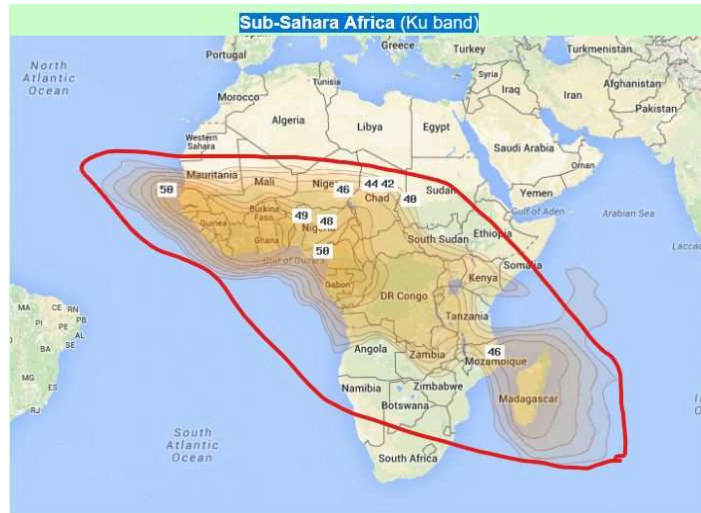 Sub-Sahara Africa (Ku band)
Portugal
Greece
Turkey
Turkmenistan
North
Atlantic
Ocean
Tunisia
Syria
Afghanistan
Morocco
Iraq
Iran
Pakistan
Algeria
Libya
Egypt
Western
Sahara
Saudi Arabia
Oman
Mauritania
Mali
Niger
44 42
50
46
Chad
40
Sudan
Yemen
Gulf of Aden
Arabian Sea
Burkina
Faso
49
48
Guinea
Nigeria
Ghana
South Sudan
Ethiopia
Laccad
50
Gulf of Guinea
Somalia
Gabon
Kenya
DR Congo
MA
CE
RN
PI
PB
PE
Tanzania
BA
AL
SE
46
Angola
Zambia
Mozambique
MG
ES
Namibia
Zimbabwe
Madagascar
Botswana
RJ
South
Atlantic
Ocean
South Africa